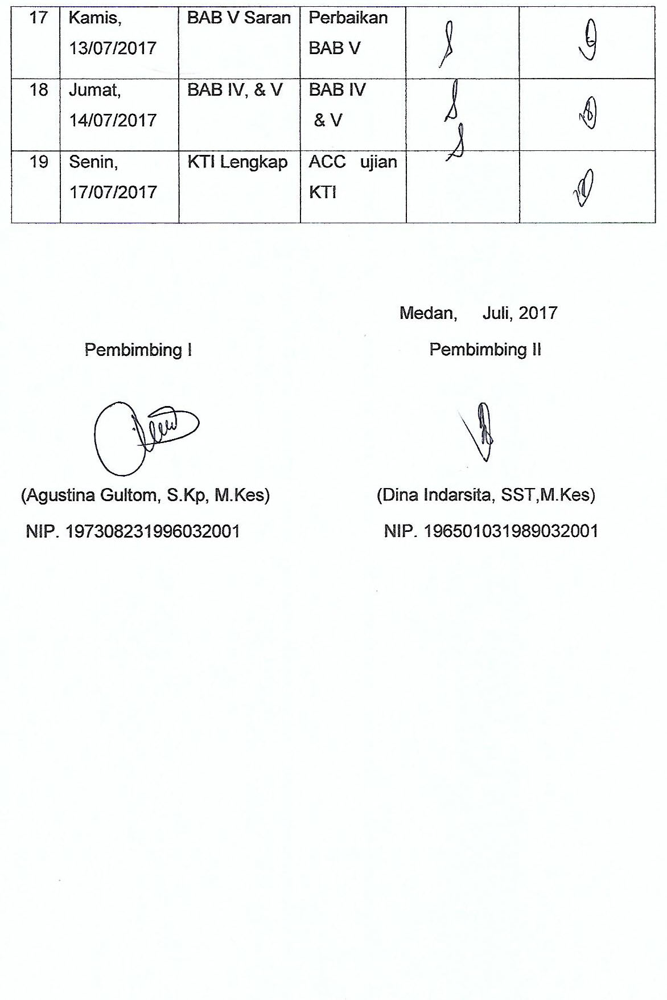 17 Kamis, BAB V Saran Perbaikan
13/07/2017 BAB V
18 Jumat, BAB IV, & V BAB IV
14/07/2017 & V
19 Senin, KTI Lengkap ACC ujian
17/07/2017 KTI
Medan, Juli, 2017
Pembimbing I Pembimbing II
(Agustina Gultom, S.Kp, M.Kes) (Dina Indarsita, SST,M.Kes)
NIP. 197308231996032001 NIP. 196501031989032001